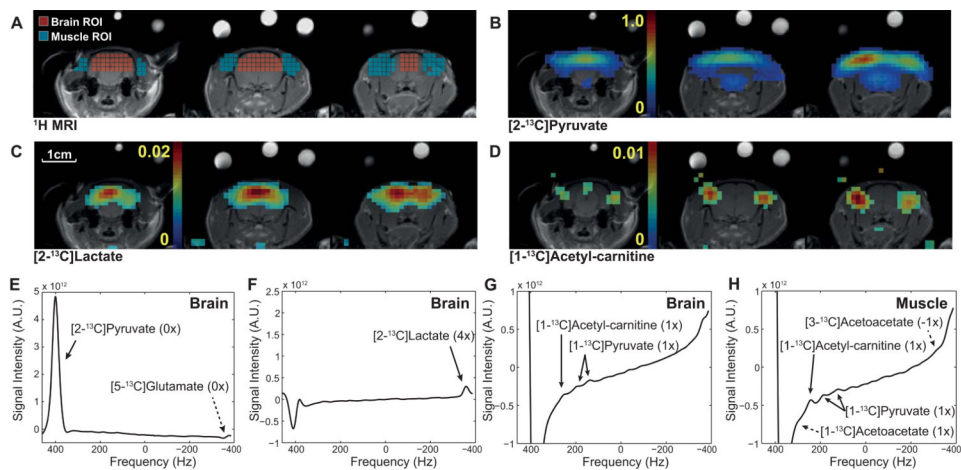 A
Brain ROI
Muscle ROI
¹H MRI
B
1.0
0
[2-¹³C]Pyruvate
C
1cm
0.02
0
[2-¹³C]Lactate
D
0.01
0
[1-¹³C]Acetyl-carnitine
E
x 10¹²
Brain
5
4
3
2
1
0
Signal Intensity (A.U.)
[2-¹³C]Pyruvate (0x)
[5-¹³C]Glutamate (0x)
400 200 0 −200 −400
Frequency (Hz)
F
x 10¹²
Brain
2
1.5
1
0.5
0
-0.5
-1
Signal Intensity (A.U.)
[2-¹³C]Lactate (4x)
400 200 0 −200 −400
Frequency (Hz)
G
x 10¹²
Brain
1
0.5
0
-0.5
-1
Signal Intensity (A.U.)
[1-¹³C]Acetyl-carnitine (1x)
[1-¹³C]Pyruvate (1x)
400 200 0 −200 −400
Frequency (Hz)
H
x 10¹²
Muscle
1
0.5
0
-0.5
-1
Signal Intensity (A.U.)
[3-¹³C]Acetoacetate (-1x)
[1-¹³C]Acetyl-carnitine (1x)
[1-¹³C]Pyruvate (1x)
[1-¹³C]Acetoacetate (1x)
400 200 0 −200 −400
Frequency (Hz)